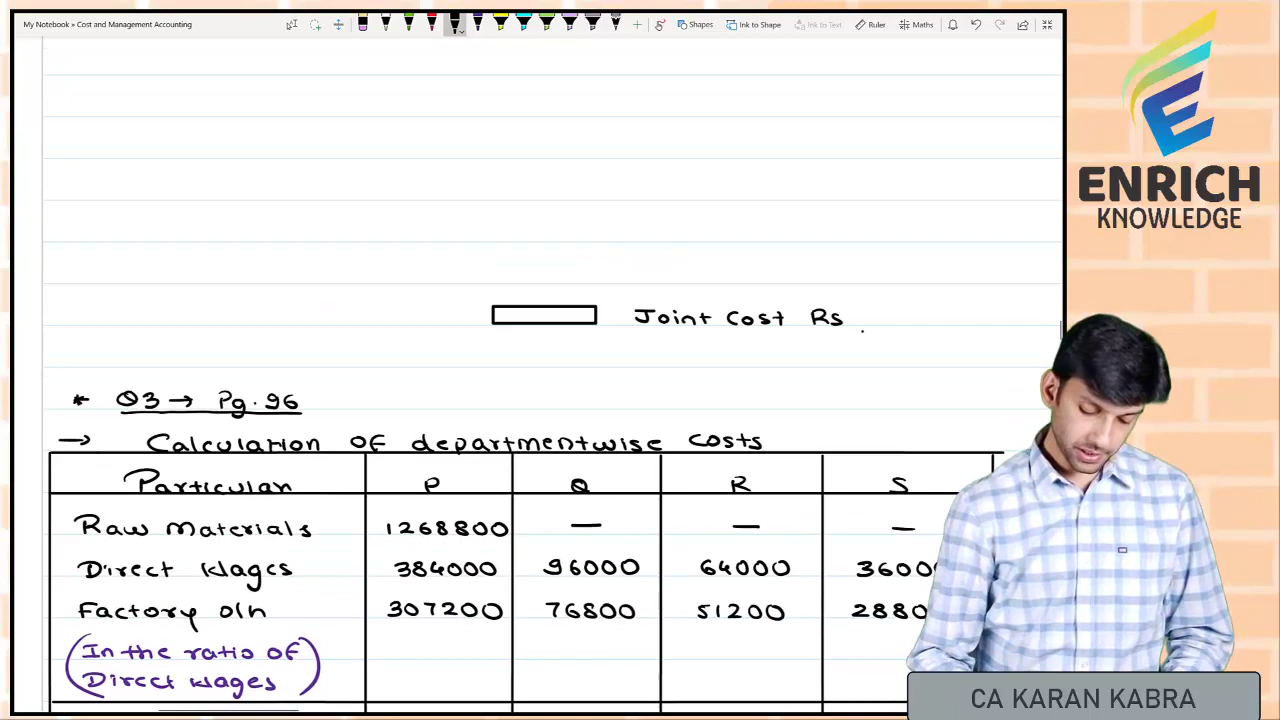 My Notebook » Cost and Management Accounting
Shapes Ink to Shape Ink to Text Ruler Maths
ENRICH
KNOWLEDGE
Joint Cost Rs
* Q3 → Pg. 96
→ Calculation of departmentwise costs
Particular P Q R S
Raw Materials 1268800 — — —
Direct Wages 384000 96000 64000 3600
Factory O/h 307200 76800 51200 2880
(In the ratio of
Direct Wages)
CA KARAN KABRA